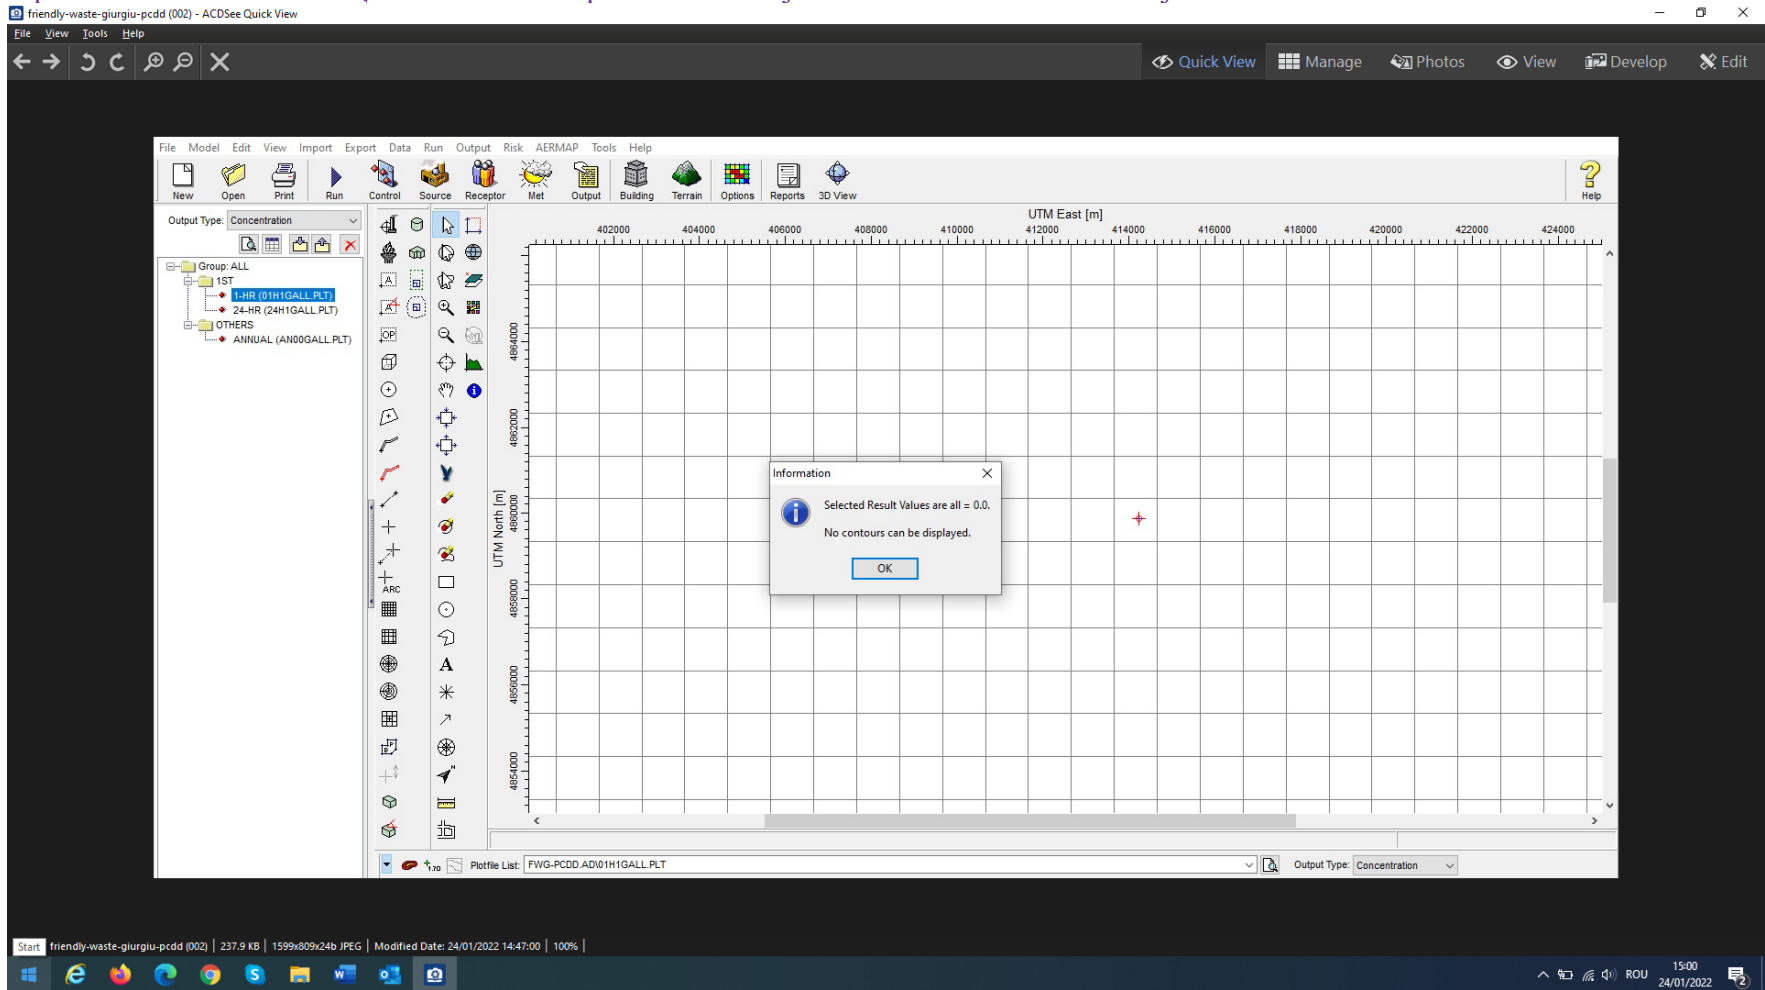 friendly-waste-giurgiu-pcdd (002) - ACDSee Quick View
File View Tools Help
Quick View Manage Photos View Develop Edit
File Model Edit View Import Export Data Run Output Risk AERMAP Tools Help
New Open Print Run Control Source Receptor Met Output Building Terrain Options Reports 3D View Help
Output Type: Concentration
UTM East [m]
402000 404000 406000 408000 410000 412000 414000 416000 418000 420000 422000 424000
Group: ALL
1ST
1-HR (01H1GALL.PLT)
24-HR (24H1GALL.PLT)
OTHERS
ANNUAL (AN00GALL.PLT)
OP
ARC
A
UTM North [m]
4864000
4862000
4860000
4858000
4856000
4854000
Information
Selected Result Values are all = 0.0.
No contours can be displayed.
OK
1.70 Plotfile List: FWG-PCDD.AD\01H1GALL.PLT Output Type: Concentration
Start friendly-waste-giurgiu-pcdd (002) | 237.9 KB | 1599x809x24b JPEG | Modified Date: 24/01/2022 14:47:00 | 100% |
ROU
15:00
24/01/2022
2